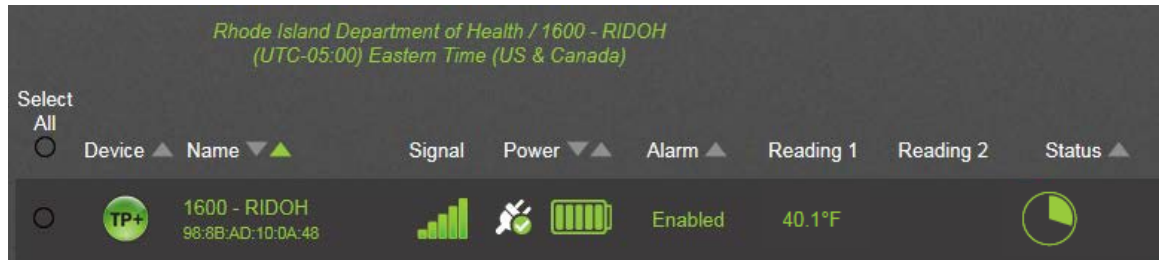 Rhode Island Department of Health / 1600 - RIDOH
(UTC-05:00) Eastern Time (US & Canada)
Select
All
Device Name Signal Power Alarm Reading 1 Reading 2 Status
TP+ 1600 - RIDOH Enabled 40.1°F
98:8B:AD:10:0A:48